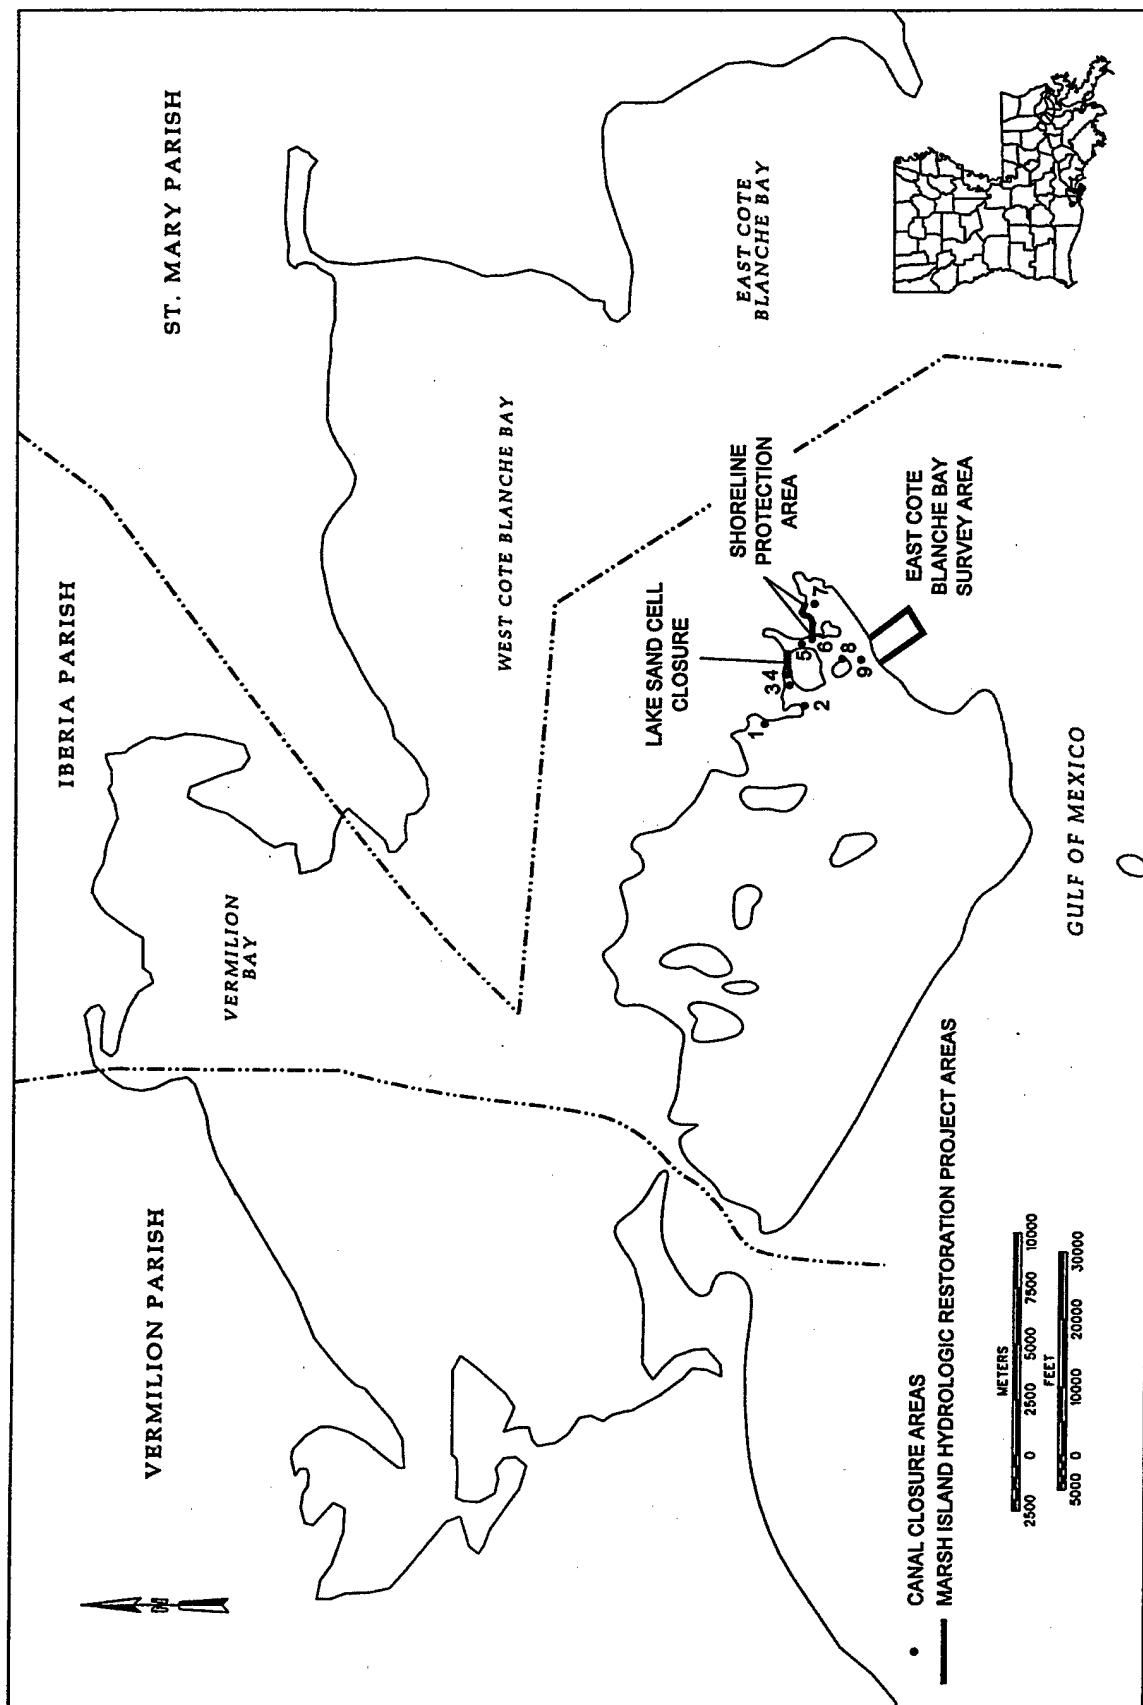 VERMILION PARISH
IBERIA PARISH
ST. MARY PARISH
VERMILION
BAY
WEST COTE BLANCHE BAY
EAST COTE
BLANCHE BAY
LAKE SAND CELL
CLOSURE
SHORELINE
PROTECTION
AREA
1
2
3
4
5
6
7
8
9
EAST COTE
BLANCHE BAY
SURVEY AREA
GULF OF MEXICO
CANAL CLOSURE AREAS
MARSH ISLAND HYDROLOGIC RESTORATION PROJECT AREAS
METERS
2500 0 2500 5000 7500 10000
FEET
5000 0 10000 20000 30000
N